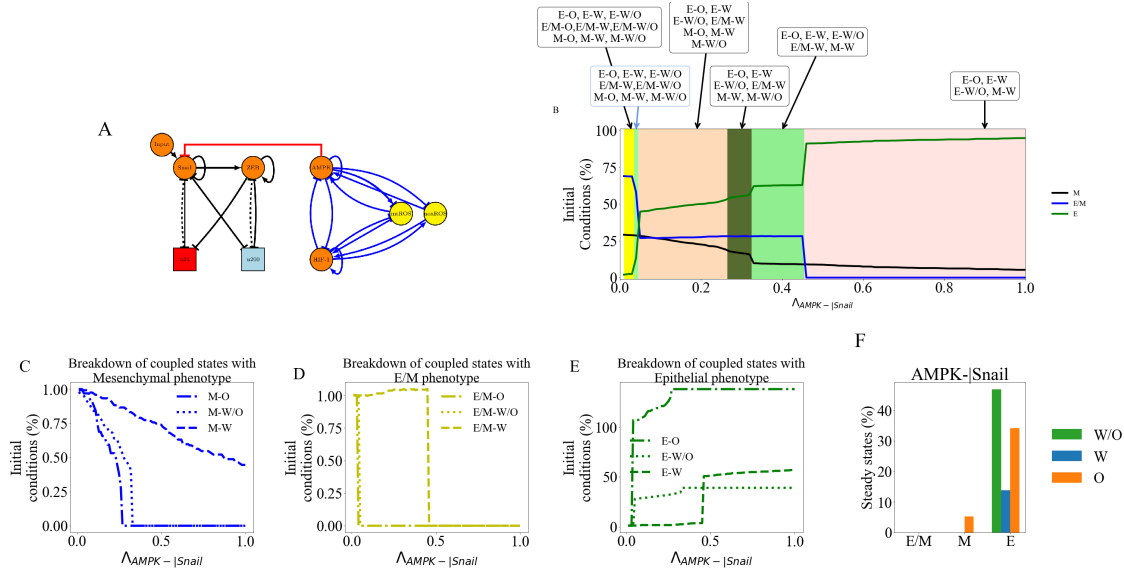 A
Input
Snail
ZEB
AMPK
mtROS
noxROS
HIF-1
u34
u200
E-O, E-W, E-W/O
E/M-O,E/M-W,E/M-W/O
M-O, M-W, M-W/O
E-O, E-W
E-W/O, E/M-W
M-O, M-W
M-W/O
E-O, E-W, E-W/O
E/M-W, M-W
E-O, E-W, E-W/O
E/M-W,E/M-W/O
M-O, M-W, M-W/O
E-O, E-W
E-W/O, E/M-W
M-W, M-W/O
E-O, E-W
E-W/O, M-W
B
Initial
Conditions (%)
100
75
50
25
0
0.0
0.2
0.4
0.6
0.8
1.0
Λ_AMPK-|Snail
M
E/M
E
C
Breakdown of coupled states with
Mesenchymal phenotype
Initial
conditions (%)
1.00
0.75
0.50
0.25
0.00
M-O
M-W/O
M-W
0.0
0.5
1.0
Λ_AMPK-|Snail
D
Breakdown of coupled states with
E/M phenotype
Initial
conditions (%)
1.00
0.75
0.50
0.25
0.00
E/M-O
E/M-W/O
E/M-W
0.0
0.5
1.0
Λ_AMPK-|Snail
E
Breakdown of coupled states with
Epithelial phenotype
Initial
conditions (%)
100
50
0
E-O
E-W/O
E-W
0.0
0.5
1.0
Λ_AMPK-|Snail
F
AMPK-|Snail
Steady states (%)
40
30
20
10
0
E/M
M
E
W/O
W
O